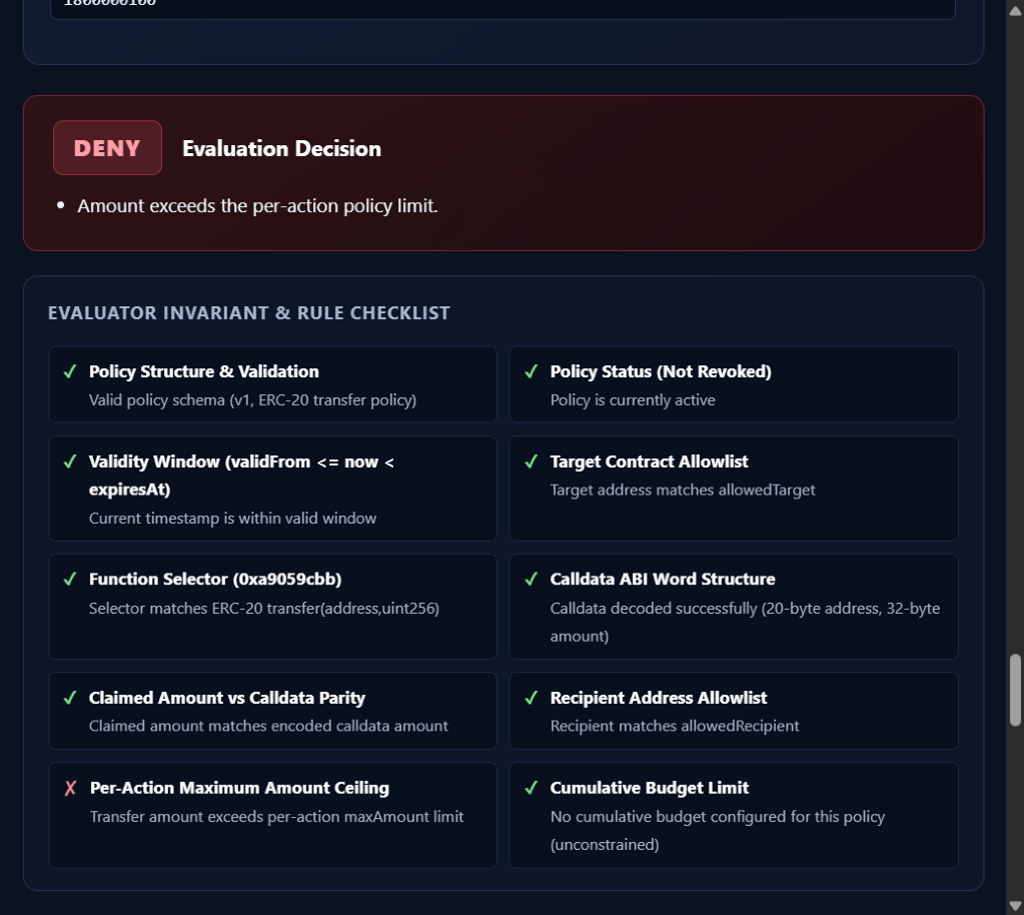 1800000100
DENY Evaluation Decision
• Amount exceeds the per-action policy limit.
EVALUATOR INVARIANT & RULE CHECKLIST
✓ Policy Structure & Validation
Valid policy schema (v1, ERC-20 transfer policy)
✓ Policy Status (Not Revoked)
Policy is currently active
✓ Validity Window (validFrom <= now <
expiresAt)
Current timestamp is within valid window
✓ Target Contract Allowlist
Target address matches allowedTarget
✓ Function Selector (0xa9059cbb)
Selector matches ERC-20 transfer(address,uint256)
✓ Calldata ABI Word Structure
Calldata decoded successfully (20-byte address, 32-byte
amount)
✓ Claimed Amount vs Calldata Parity
Claimed amount matches encoded calldata amount
✓ Recipient Address Allowlist
Recipient matches allowedRecipient
✗ Per-Action Maximum Amount Ceiling
Transfer amount exceeds per-action maxAmount limit
✓ Cumulative Budget Limit
No cumulative budget configured for this policy
(unconstrained)